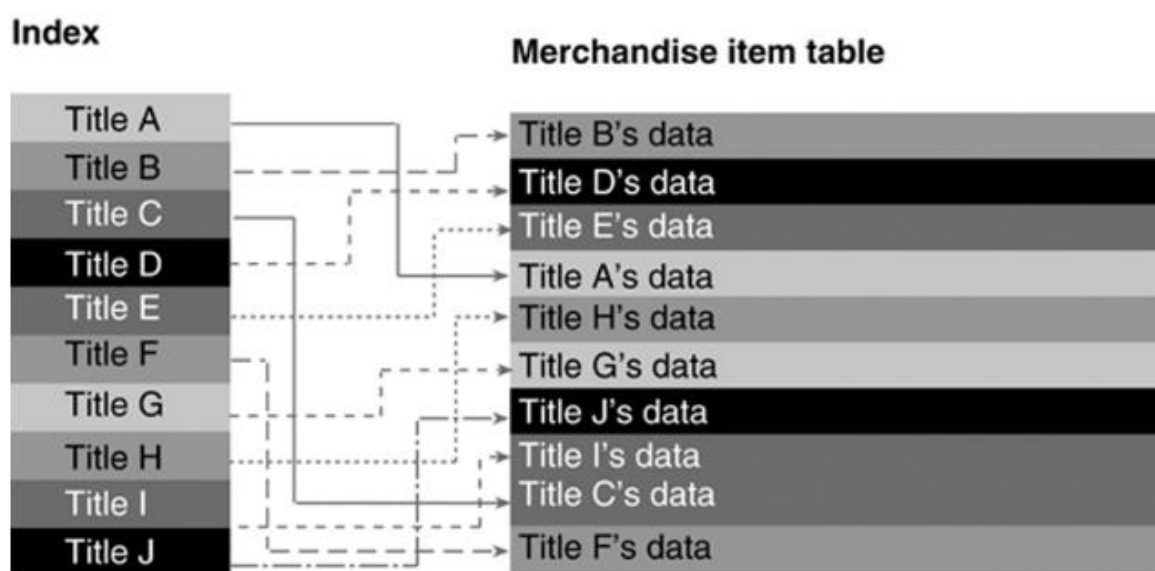 Index
Merchandise item table
Title A
Title B
Title C
Title D
Title E
Title F
Title G
Title H
Title I
Title J
Title B's data
Title D's data
Title E's data
Title A's data
Title H's data
Title G's data
Title J's data
Title I's data
Title C's data
Title F's data